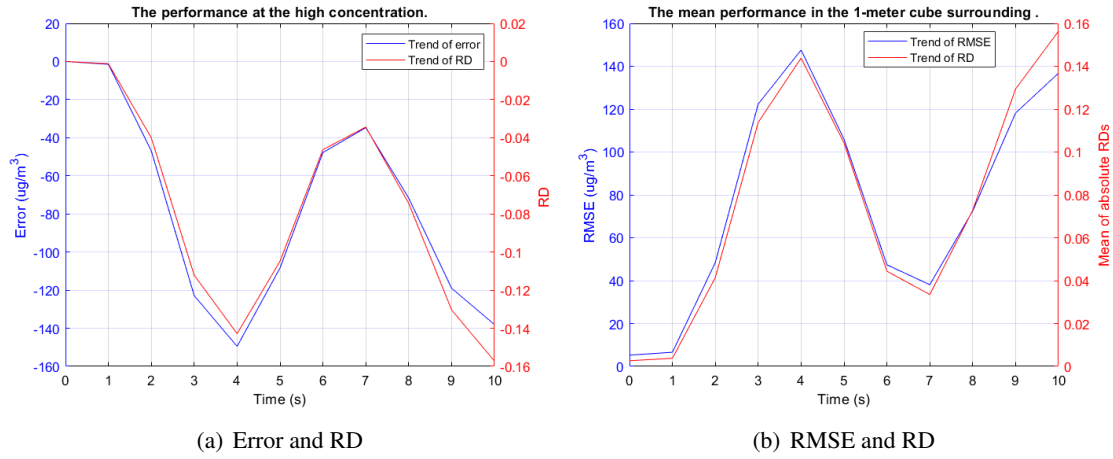 The performance at the high concentration.
Trend of error
Trend of RD
20
0
-20
-40
-60
-80
-100
-120
-140
-160
Error (ug/m³)
0.02
0
-0.02
-0.04
-0.06
-0.08
-0.1
-0.12
-0.14
-0.16
RD
0 1 2 3 4 5 6 7 8 9 10
Time (s)
(a) Error and RD
The mean performance in the 1-meter cube surrounding .
Trend of RMSE
Trend of RD
160
140
120
100
80
60
40
20
0
RMSE (ug/m³)
0.16
0.14
0.12
0.1
0.08
0.06
0.04
0.02
0
Mean of absolute RDs
0 1 2 3 4 5 6 7 8 9 10
Time (s)
(b) RMSE and RD